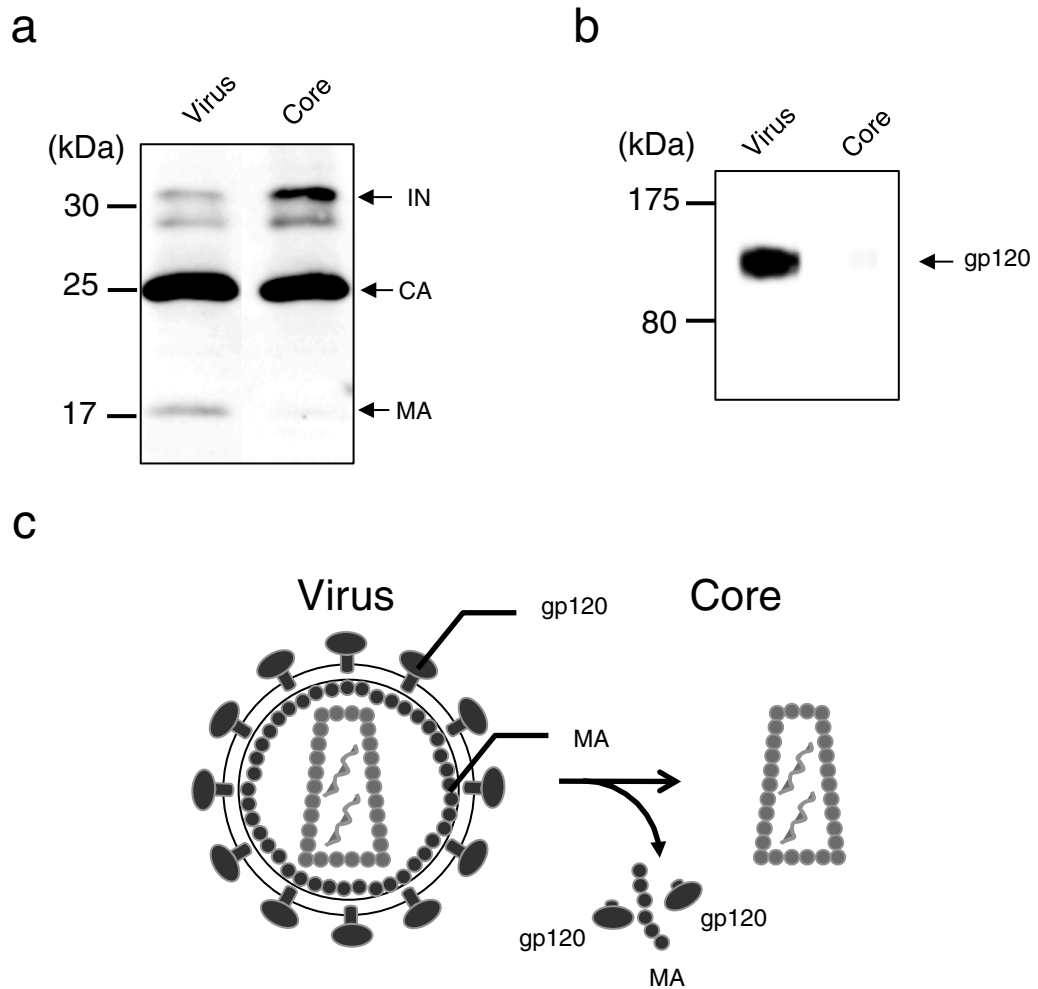 a
Virus
Core
(kDa)
30
25
17
IN
CA
MA
b
Virus
Core
(kDa)
175
80
gp120
c
Virus
Core
gp120
MA
gp120
gp120
MA